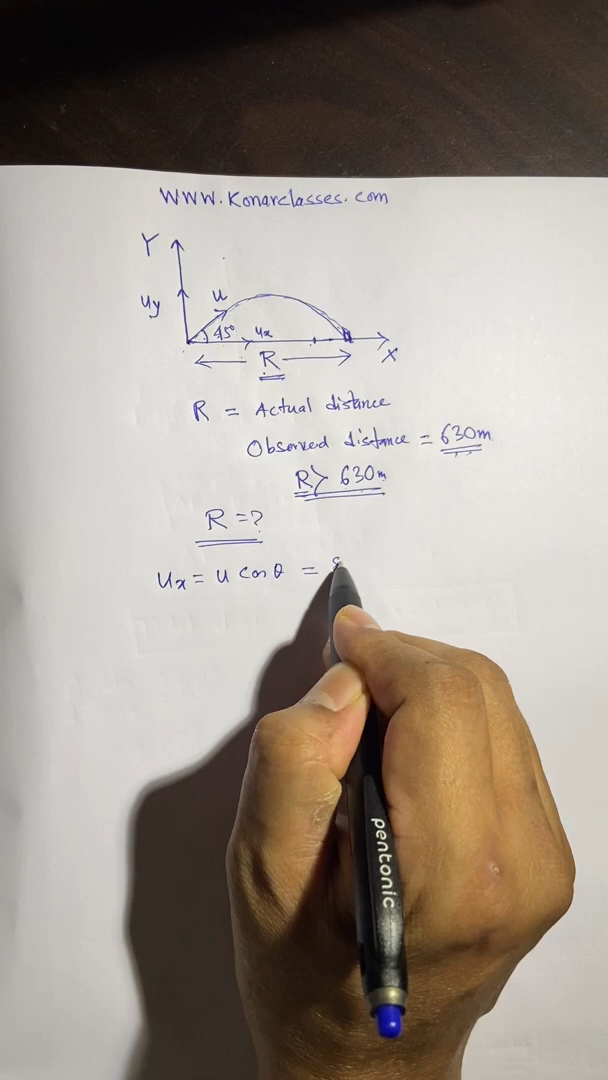 WWW.Konarclasses.com
Y
uy
u
45°
ux
R
X
R = Actual distance
Observed distance = 630m
R > 630m
R = ?
ux = u cos θ =
pentonic